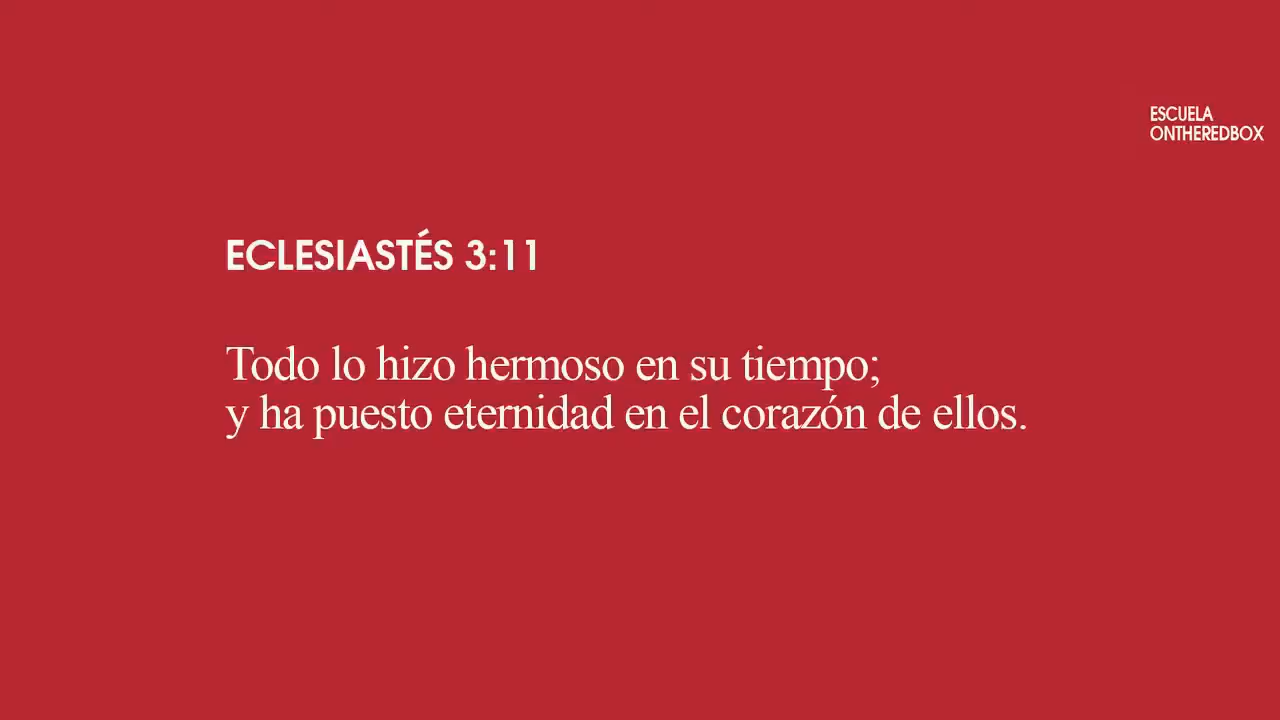 ESCUELA
ONTHEREDBOX
ECLESIASTÉS 3:11
Todo lo hizo hermoso en su tiempo;
y ha puesto eternidad en el corazón de ellos.